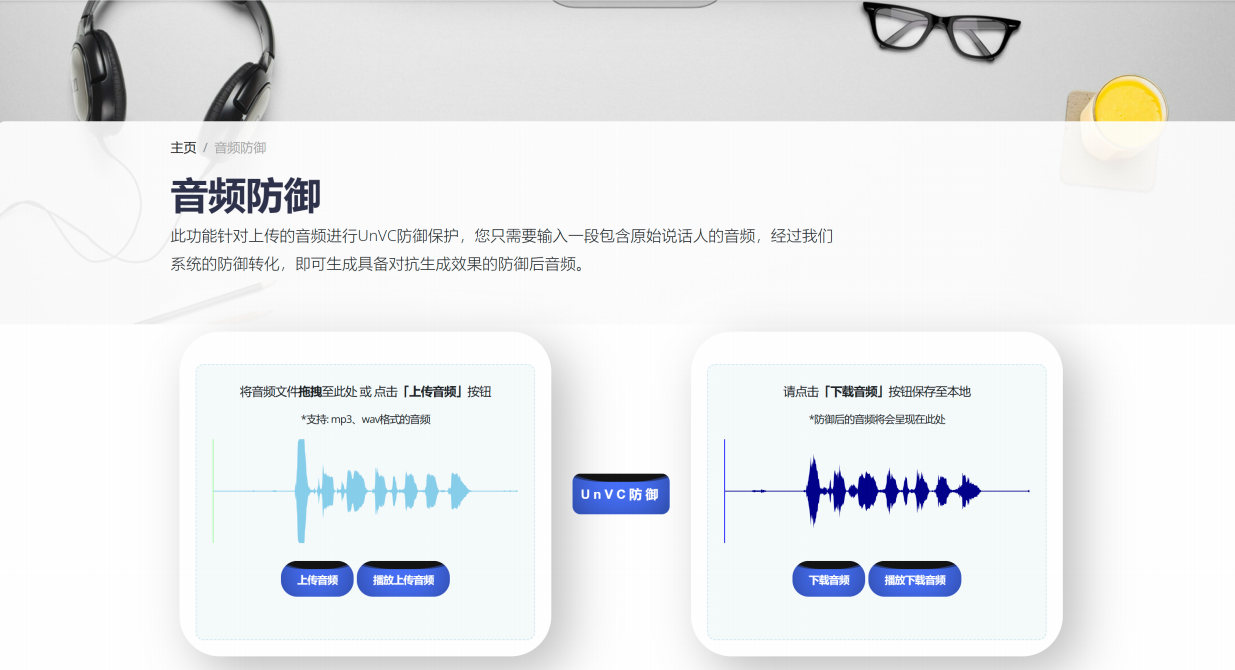 主页 / 音频防御
音频防御
此功能针对上传的音频进行UnVC防御保护，您只需要输入一段包含原始说话人的音频，经过我们
系统的防御转化，即可生成具备对抗生成效果的防御后音频。
将音频文件拖拽至此处 或 点击「上传音频」按钮
*支持: mp3、wav格式的音频
上传音频 播放上传音频
UnVC防御
请点击「下载音频」按钮保存至本地
*防御后的音频将会呈现在此处
下载音频 播放下载音频